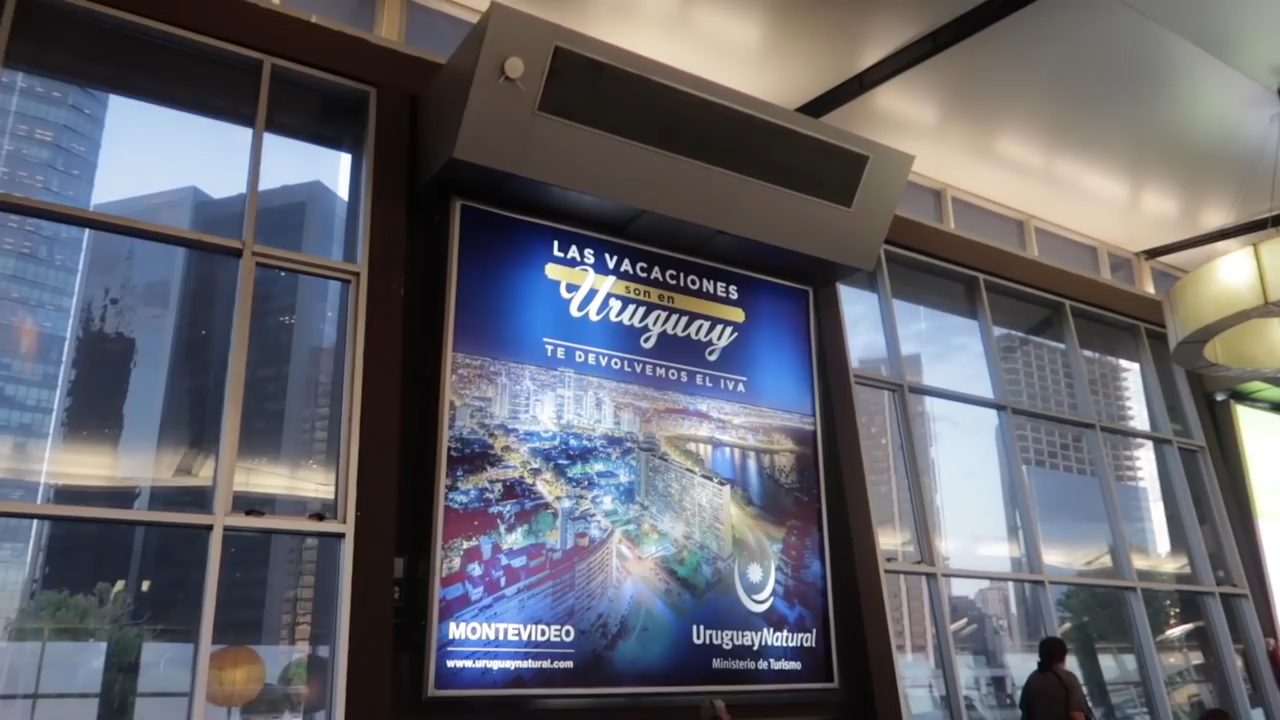 LAS VACACIONES
son en
Uruguay
TE DEVOLVEMOS EL IVA
MONTEVIDEO
www.uruguaynatural.com
UruguayNatural
Ministerio de Turismo